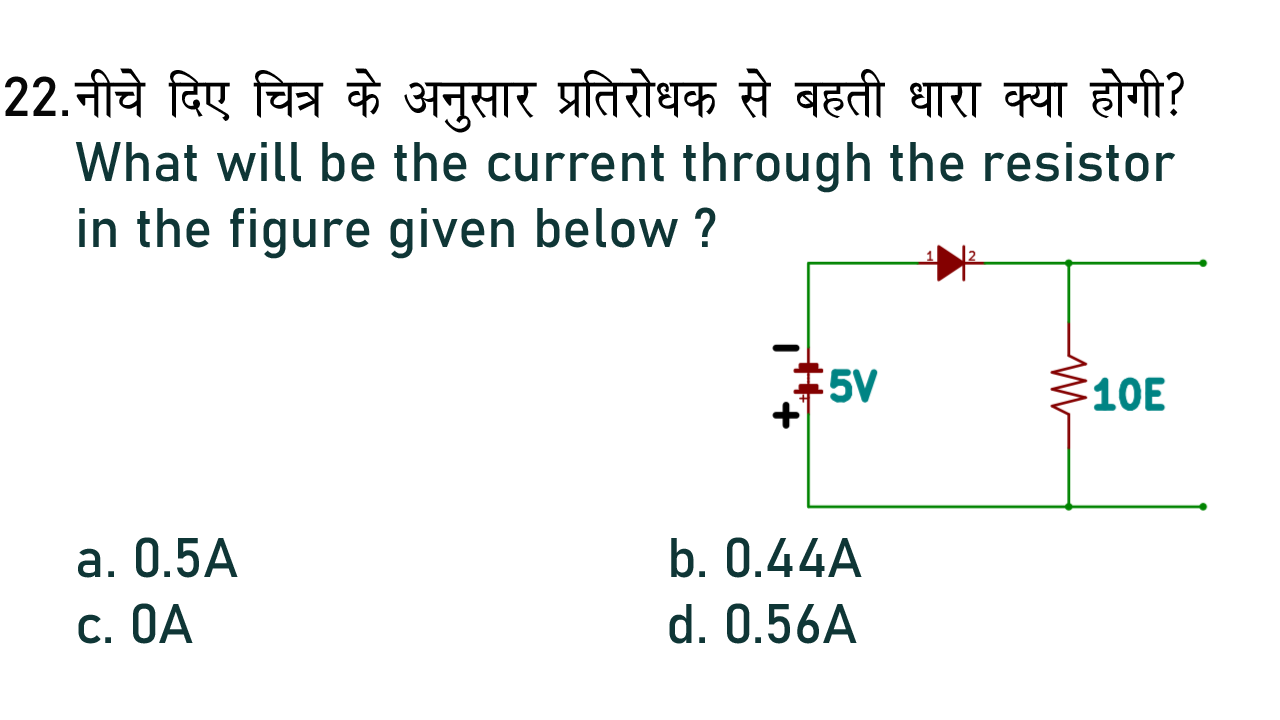 22.नीचे दिए चित्र के अनुसार प्रतिरोधक से बहती धारा क्या होगी?
What will be the current through the resistor
in the figure given below ?
1 2
-
5V
10E
+
+
a. 0.5A b. 0.44A
c. 0A d. 0.56A